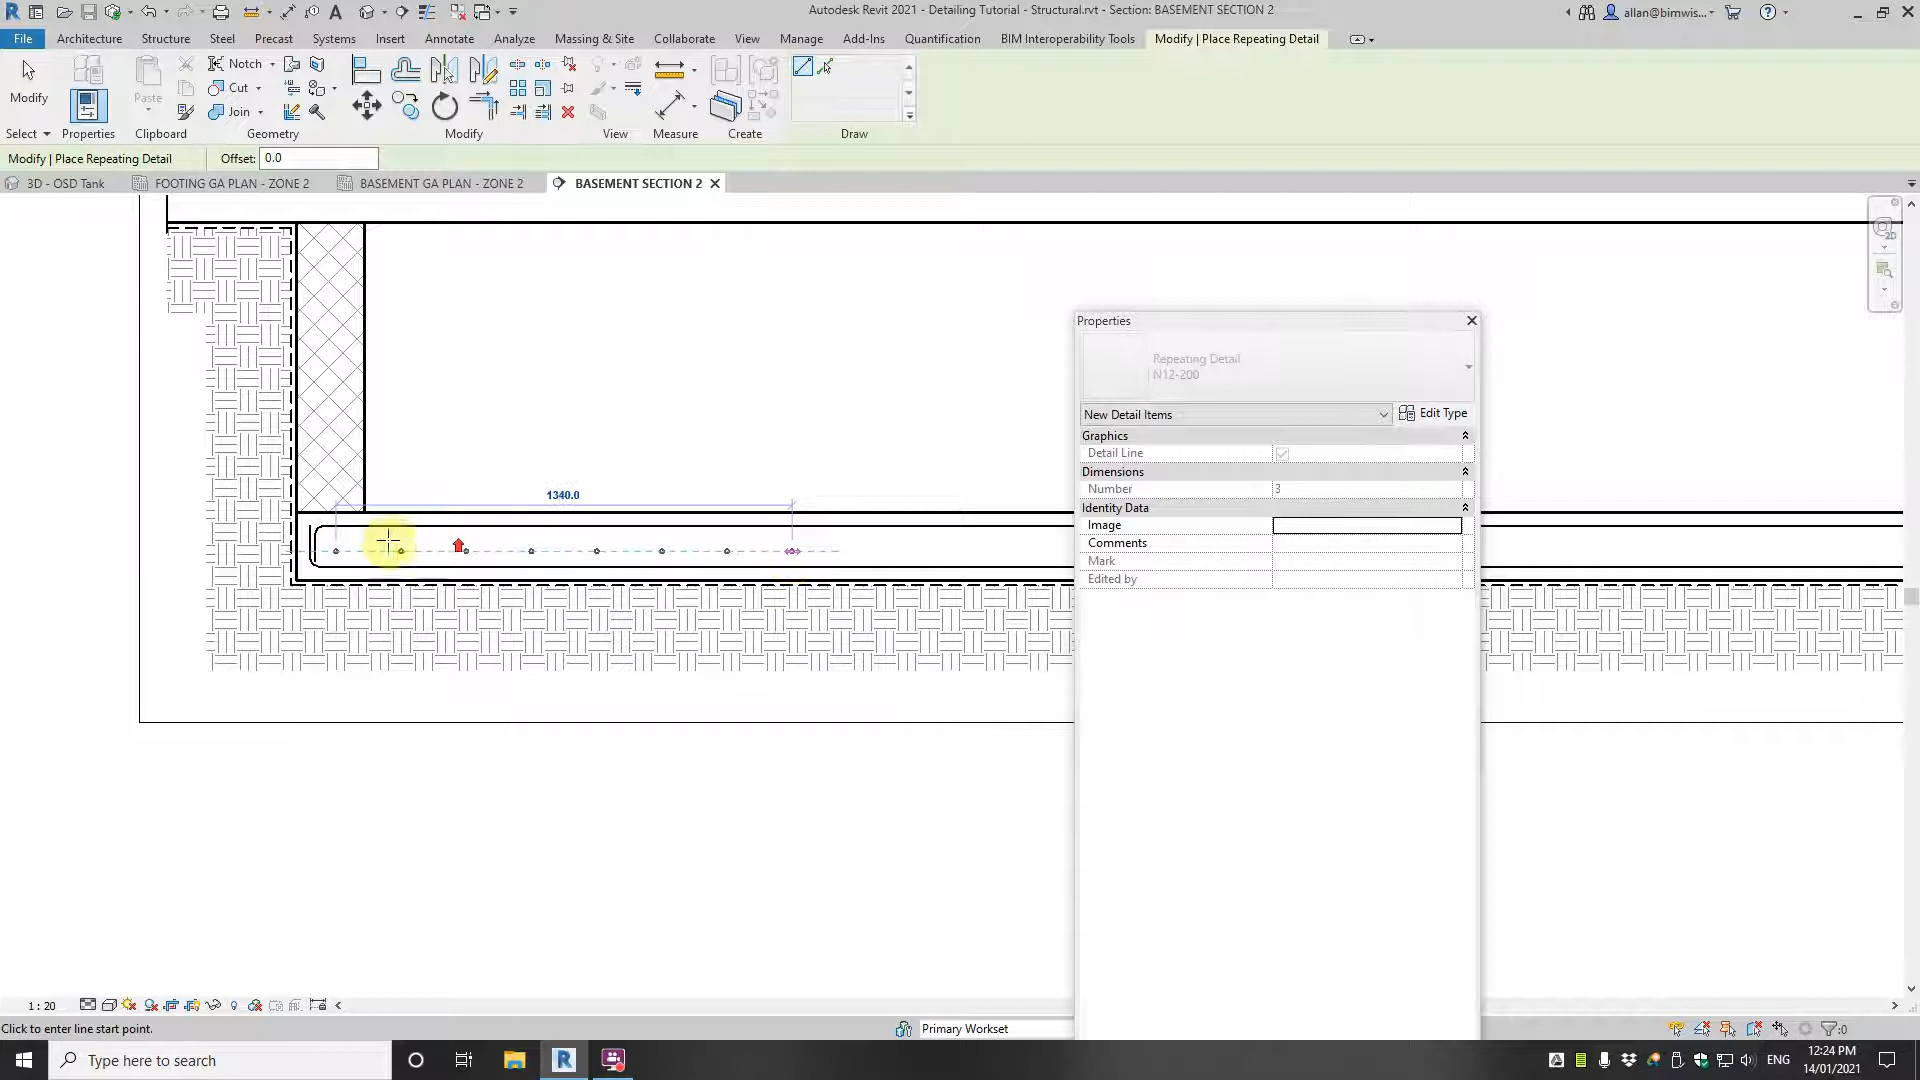 Autodesk Revit 2021 - Detailing Tutorial - Structural.rvt - Section: BASEMENT SECTION 2
allan@bimwis...
File Architecture Structure Steel Precast Systems Insert Annotate Analyze Massing & Site Collaborate View Manage Add-Ins Quantification BIM Interoperability Tools Modify | Place Repeating Detail
Notch
Cut
Join
Modify
Paste
Select Properties Clipboard Geometry Modify View Measure Create Draw
Modify | Place Repeating Detail Offset: 0.0
3D - OSD Tank FOOTING GA PLAN - ZONE 2 BASEMENT GA PLAN - ZONE 2 BASEMENT SECTION 2
2D
Properties
Repeating Detail
N12-200
New Detail Items Edit Type
Graphics
Detail Line
Dimensions
Number 3
Identity Data
Image
Comments
Mark
Edited by
1340.0
1 : 20
Click to enter line start point.
Primary Workset
:0
Type here to search
ENG
12:24 PM
14/01/2021